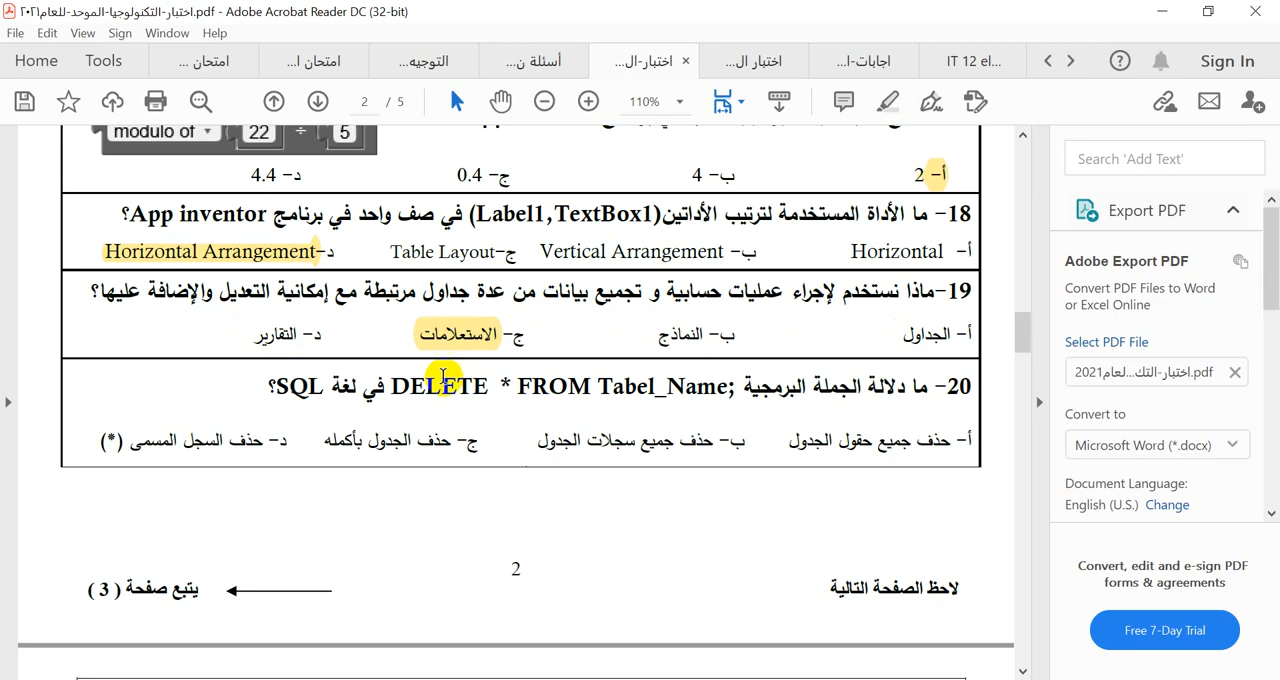 اختبار-التكنولوجيا-الموحد-للعام٢٠٢١.pdf - Adobe Acrobat Reader DC (32-bit)
File Edit View Sign Window Help
Home Tools امتحان ... امتحان ا... التوجيه... أسئلة ن... اختبار-ال... × اختبار ال... اجابات-ا... IT 12 el... Sign In
2 / 5 110%
modulo of 22 ÷ 5
أ- 2 ب- 4 ج- 0.4 د- 4.4
18- ما الأداة المستخدمة لترتيب الأداتين(Label1,TextBox1) في صف واحد في برنامج App inventor؟
أ- Horizontal ب- Vertical Arrangement ج-Table Layout د-Horizontal Arrangement
19-ماذا نستخدم لإجراء عمليات حسابية و تجميع بيانات من عدة جداول مرتبطة مع إمكانية التعديل والإضافة عليها؟
أ- الجداول ب- النماذج ج- الاستعلامات د- التقارير
20- ما دلالة الجملة البرمجية DELETE * FROM Tabel_Name; في لغة SQL؟
أ- حذف جميع حقول الجدول ب- حذف جميع سجلات الجدول ج- حذف الجدول بأكمله د- حذف السجل المسمى (*)
2
لاحظ الصفحة التالية يتبع صفحة ( 3 )
Search 'Add Text'
Export PDF
Adobe Export PDF
Convert PDF Files to Word
or Excel Online
Select PDF File
اختبار-التك...لعام2021.pdf
Convert to
Microsoft Word (*.docx)
Document Language:
English (U.S.) Change
Convert, edit and e-sign PDF
forms & agreements
Free 7-Day Trial